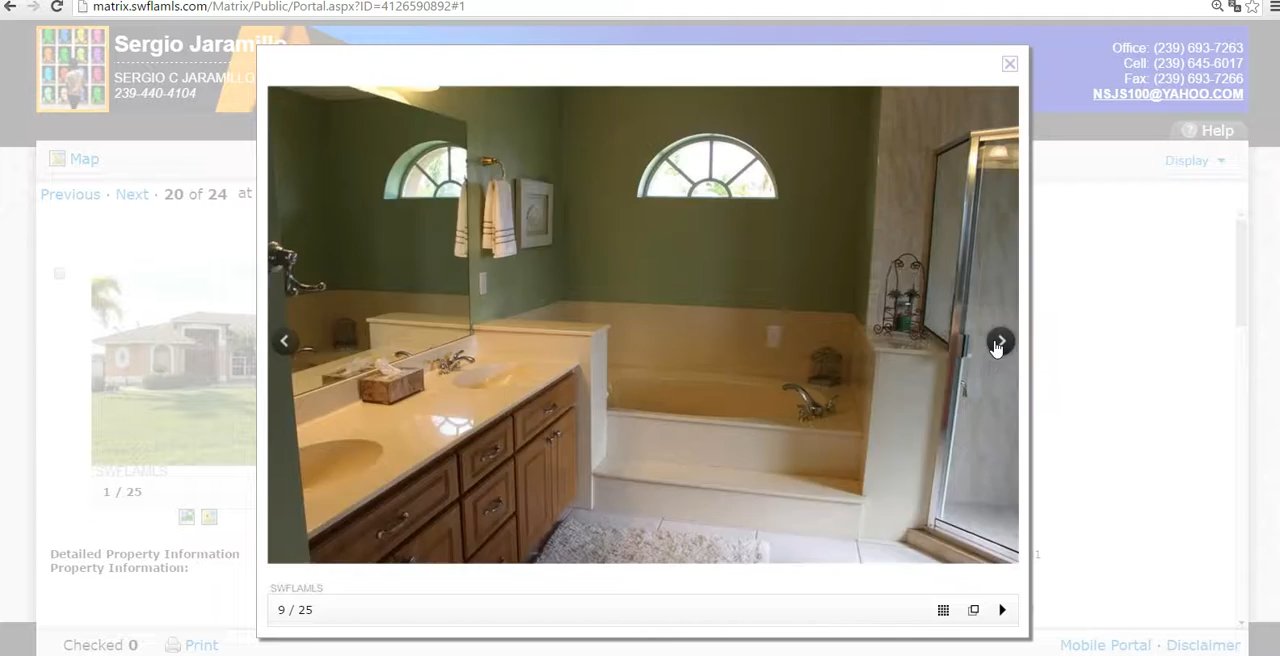 matrix.swflamls.com/Matrix/Public/Portal.aspx?ID=4126590892#1
Sergio Jaramillo
SERGIO C JARAMILLO
239-440-4104
Office: (239) 693-7263
Cell: (239) 645-6017
Fax: (239) 693-7266
NSJS100@YAHOO.COM
Help
Map
Display
Previous · Next · 20 of 24 at
SWFLAMLS
1 / 25
Detailed Property Information
Property Information:
1
SWFLAMLS
9 / 25
Checked 0
Print
Mobile Portal · Disclaimer